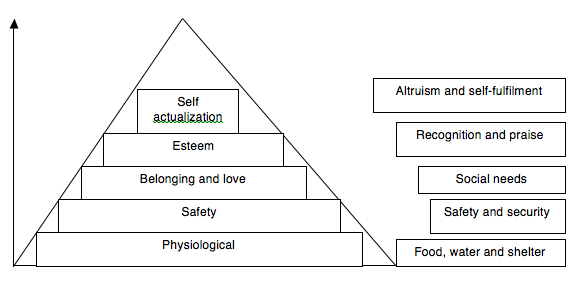 Self
actualization
Esteem
Belonging and love
Safety
Physiological
Altruism and self-fulfilment
Recognition and praise
Social needs
Safety and security
Food, water and shelter